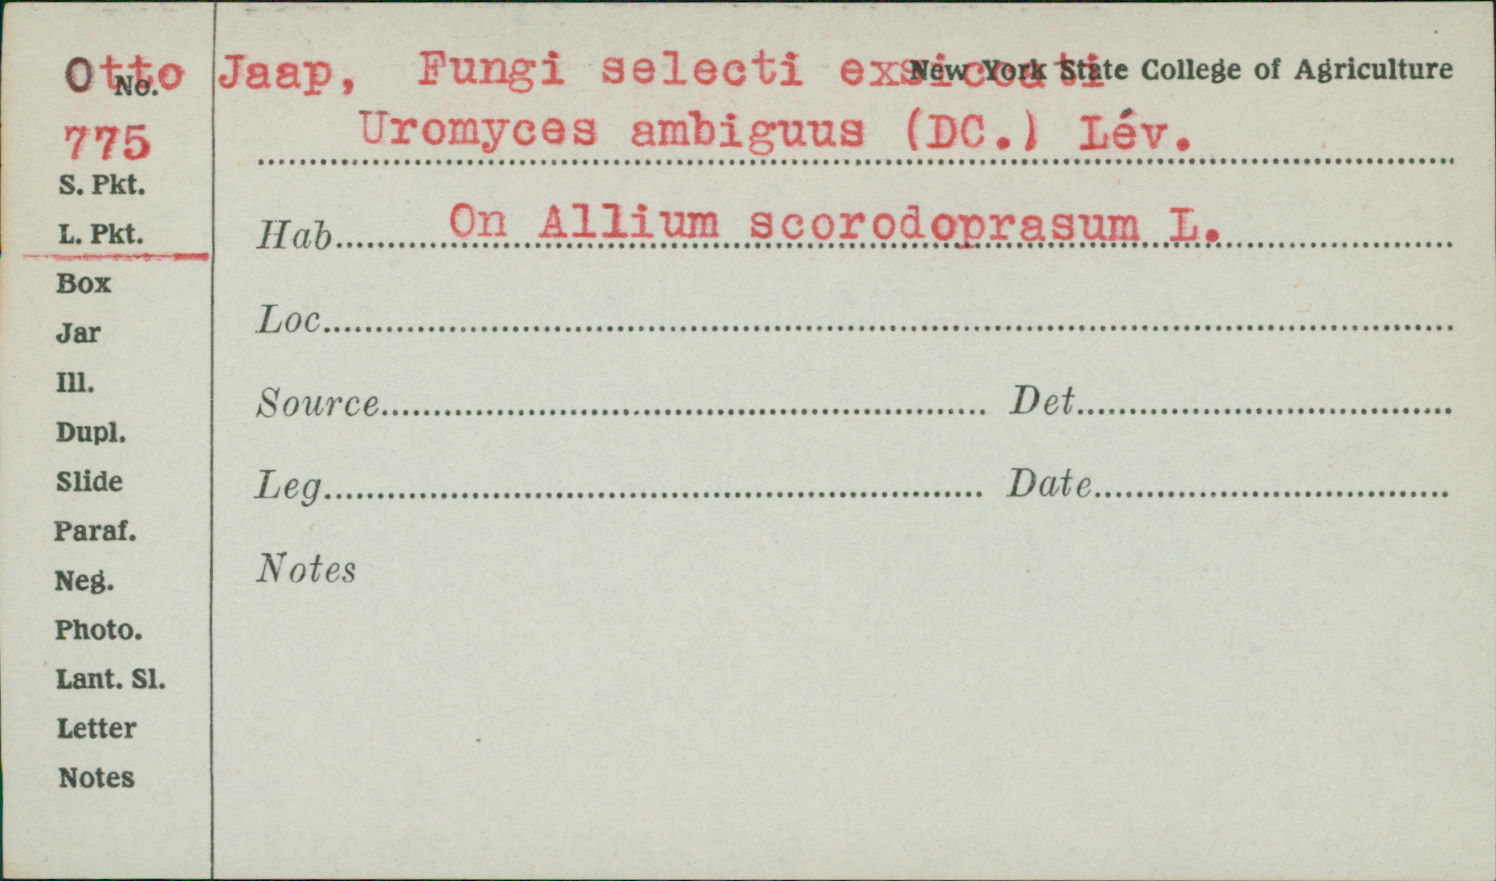 Otto Jaap, Fungi selecti exsiccati
No.
New York State College of Agriculture
775
Uromyces ambiguus (DC.) Lév.
S. Pkt.
L. Pkt.
Hab. On Allium scorodoprasum L.
Box
Jar
Loc.
Ill.
Source
Det.
Dupl.
Slide
Leg.
Date
Paraf.
Neg.
Notes
Photo.
Lant. Sl.
Letter
Notes